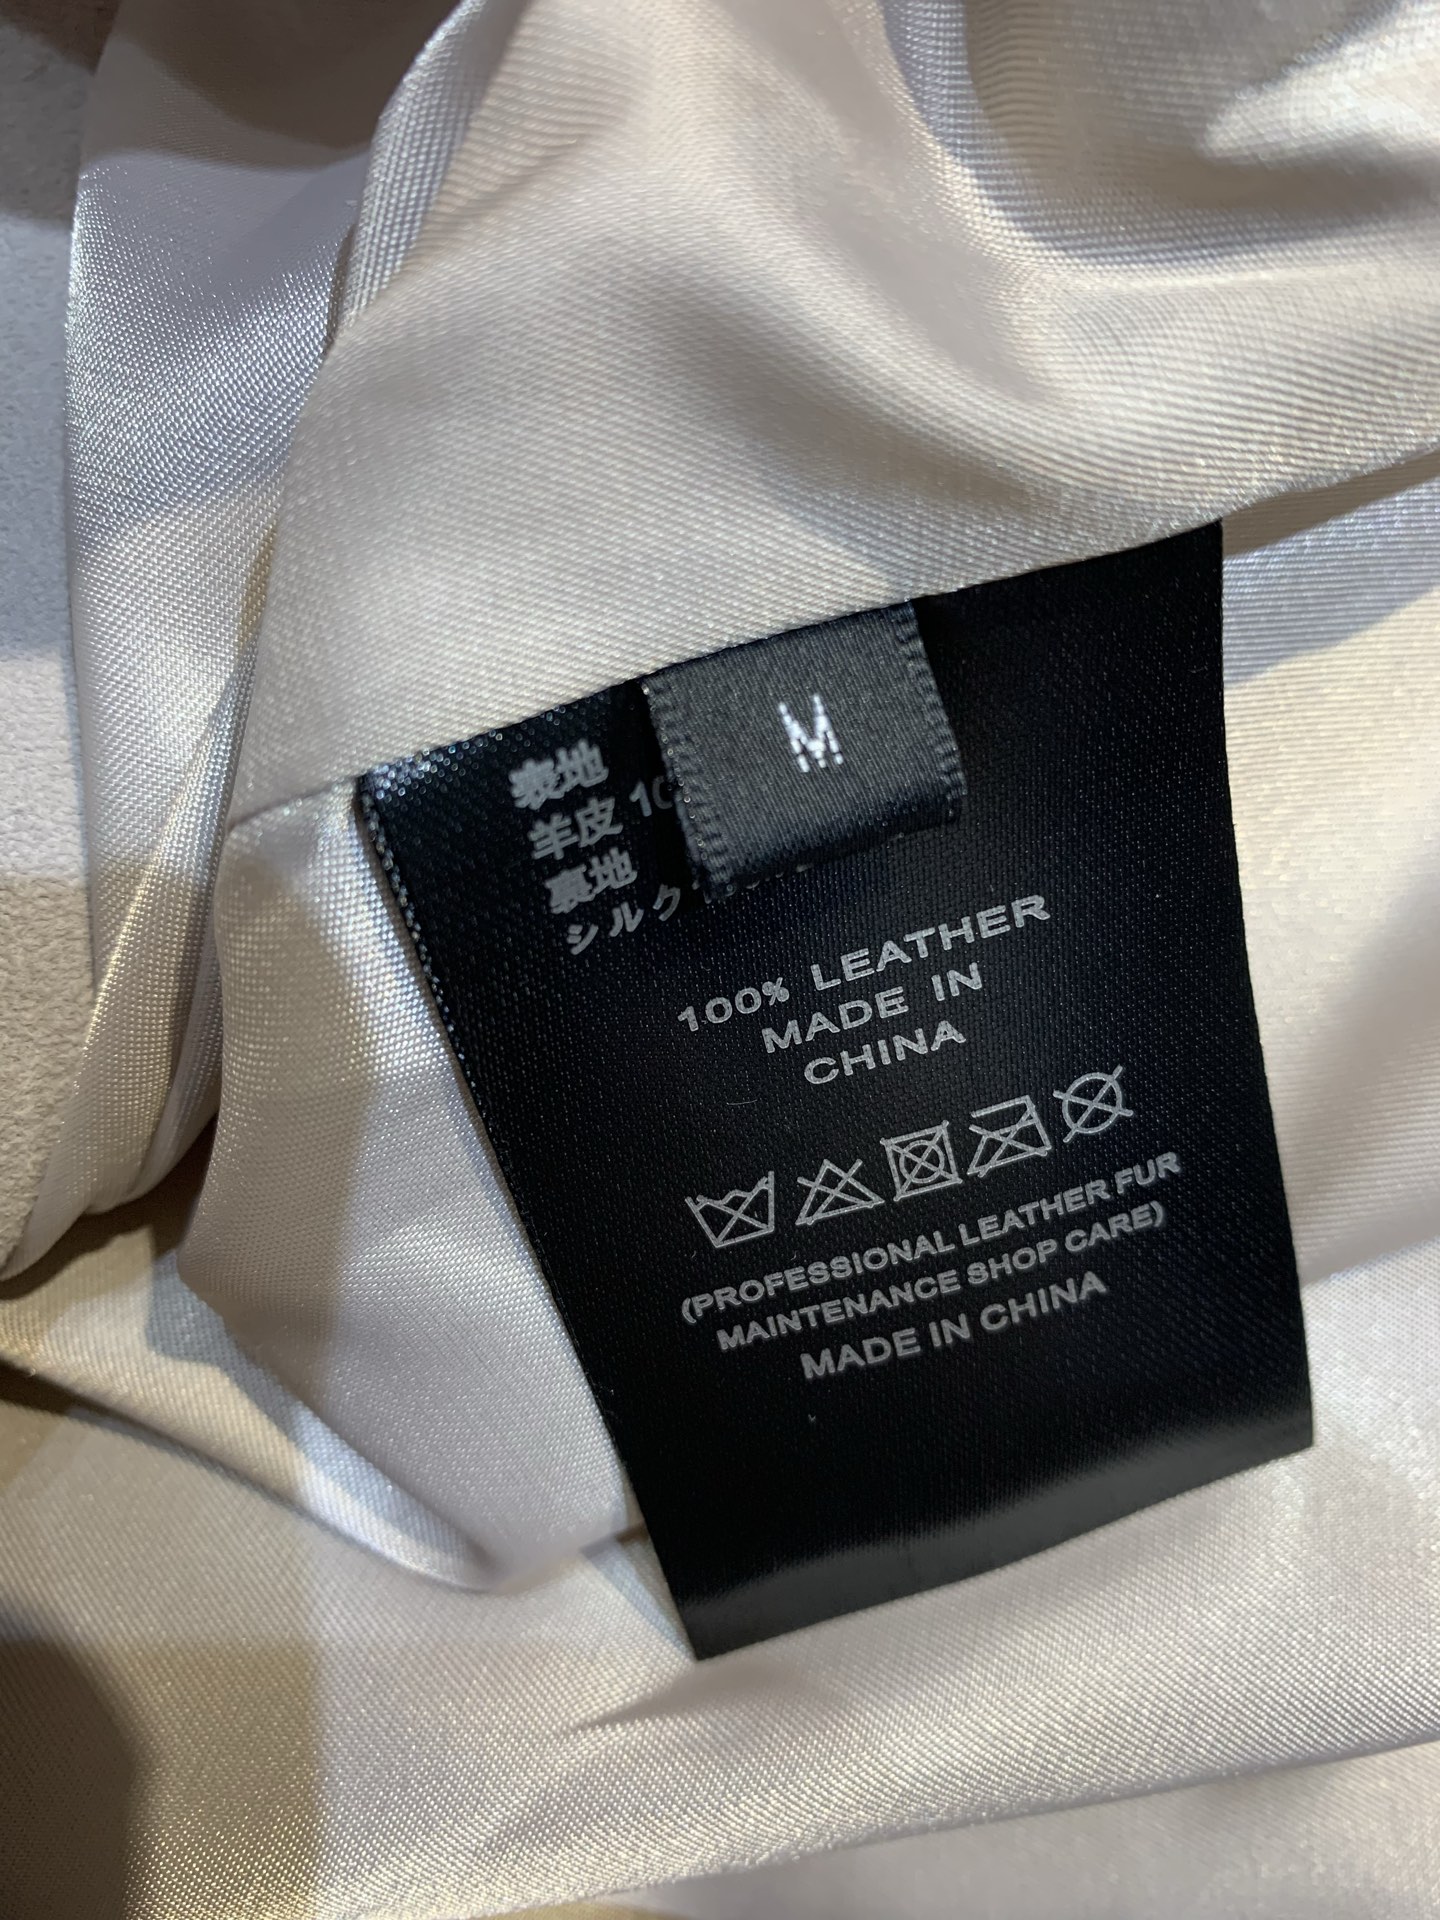 M
表地
羊皮
裏地
シルク
100% LEATHER
MADE IN
CHINA
(PROFESSIONAL LEATHER FUR
MAINTENANCE SHOP CARE)
MADE IN CHINA